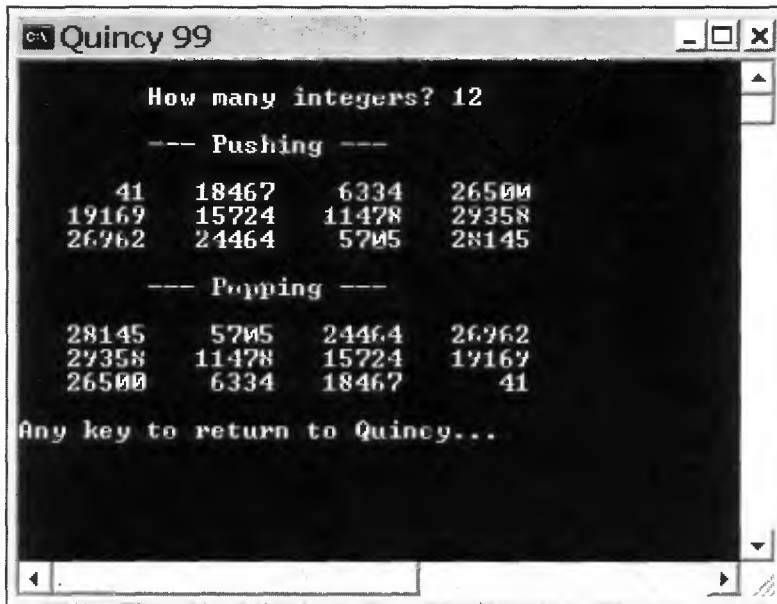 Quincy 99
How many integers? 12
--- Pushing ---
41 18467 6334 26500
19169 15724 11478 29358
26962 24464 5705 28145
--- Popping ---
28145 5705 24464 26962
29358 11478 15724 19169
26500 6334 18467 41
Any key to return to Quincy...